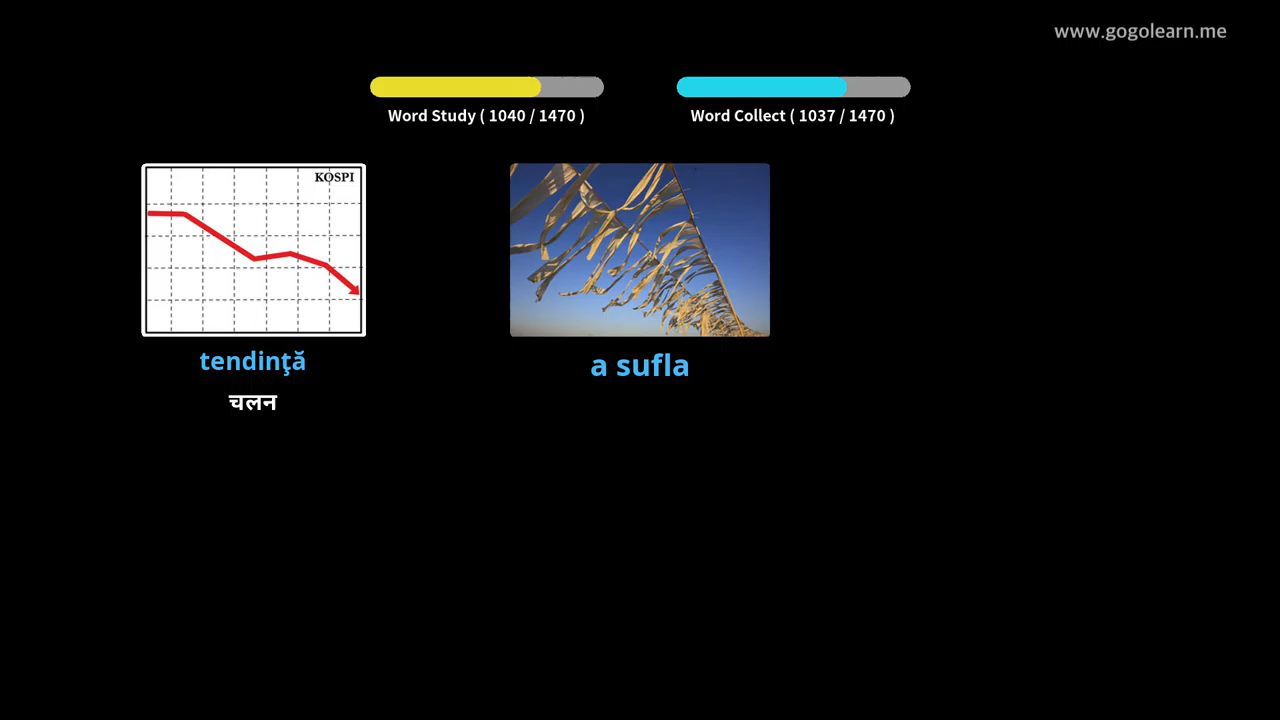 www.gogolearn.me
Word Study ( 1040 / 1470 )
Word Collect ( 1037 / 1470 )
KOSPI
tendinţă
a sufla
चलन